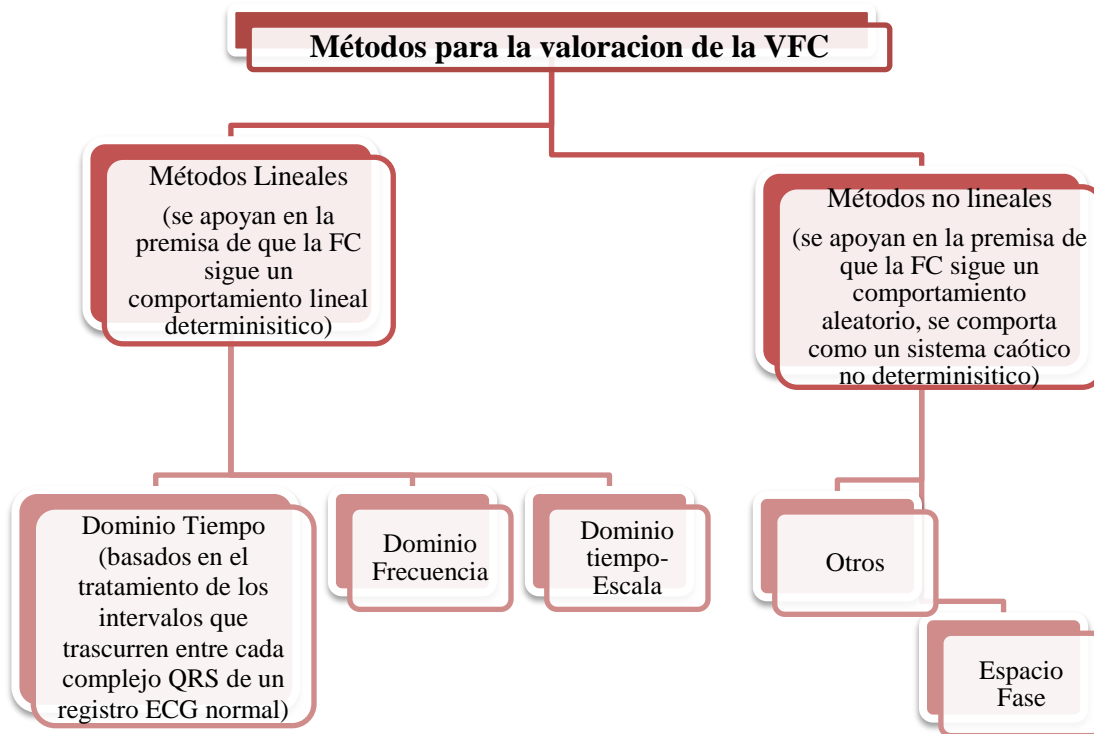 Métodos para la valoracion de la VFC
Métodos Lineales
(se apoyan en la
premisa de que la FC
sigue un
comportamiento lineal
determinisitico)
Métodos no lineales
(se apoyan en la premisa de
que la FC sigue un
comportamiento
aleatorio, se comporta
como un sistema caótico
no determinisitico)
Dominio Tiempo
(basados en el
tratamiento de los
intervalos que
trascurren entre cada
complejo QRS de un
registro ECG normal)
Dominio
Frecuencia
Dominio
tiempo-
Escala
Otros
Espacio
Fase